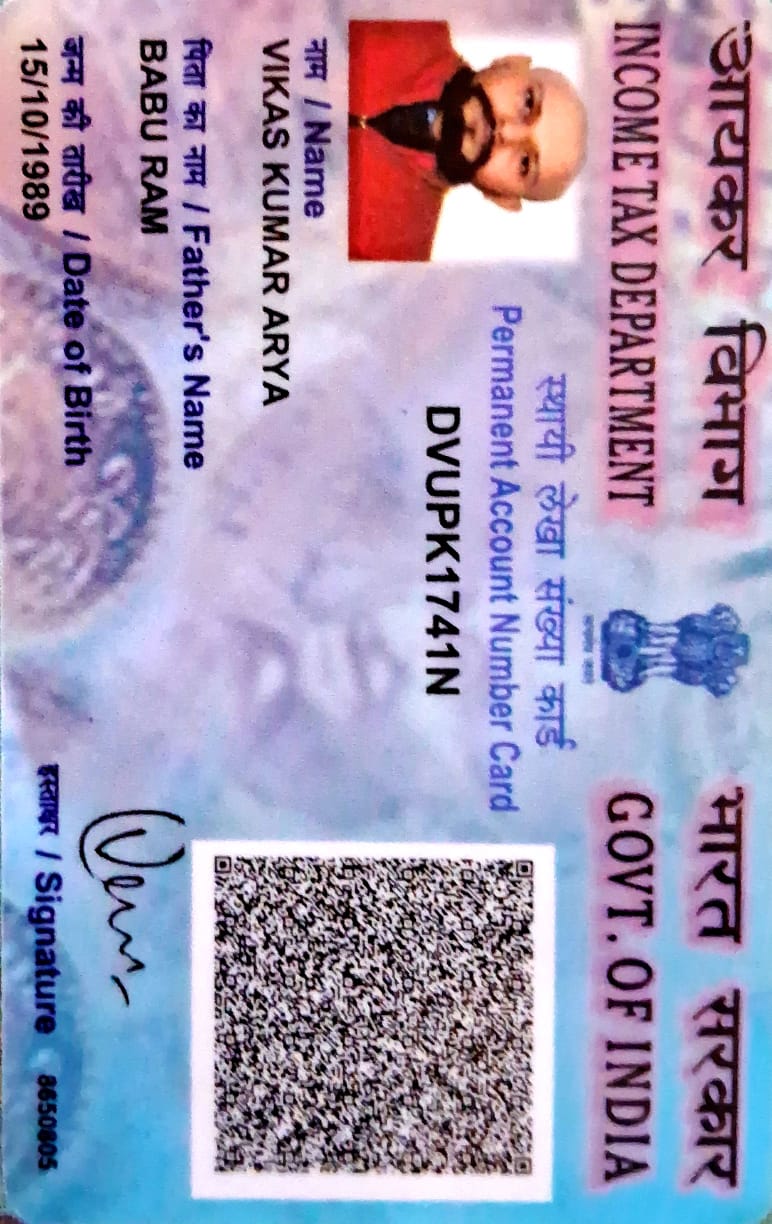 आयकर विभाग
INCOME TAX DEPARTMENT
भारत सरकार
GOVT. OF INDIA
स्थायी लेखा संख्या कार्ड
Permanent Account Number Card
DVUPK1741N
नाम / Name
VIKAS KUMAR ARYA
पिता का नाम / Father's Name
BABU RAM
जन्म की तारीख / Date of Birth
15/10/1989
हस्ताक्षर / Signature
8650805